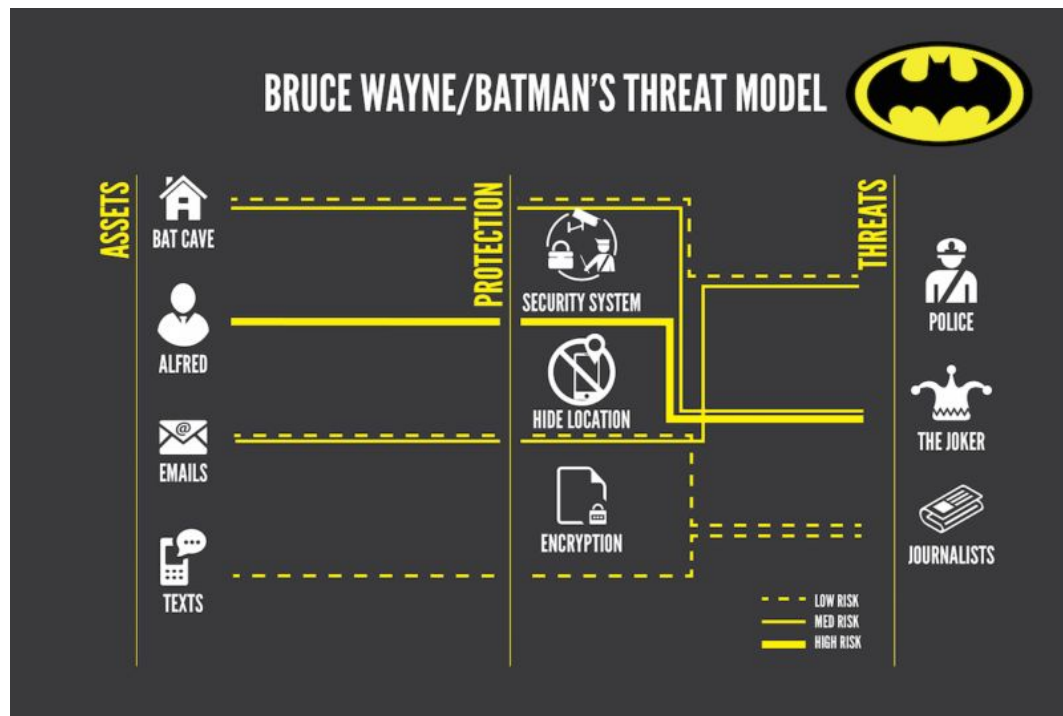 BRUCE WAYNE/BATMAN'S THREAT MODEL
ASSETS
BAT CAVE
ALFRED
@
EMAILS
TEXTS
PROTECTION
SECURITY SYSTEM
HIDE LOCATION
ENCRYPTION
THREATS
POLICE
THE JOKER
JOURNALISTS
LOW RISK
MED RISK
HIGH RISK